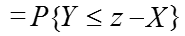 = P{Y ≤ z − X}